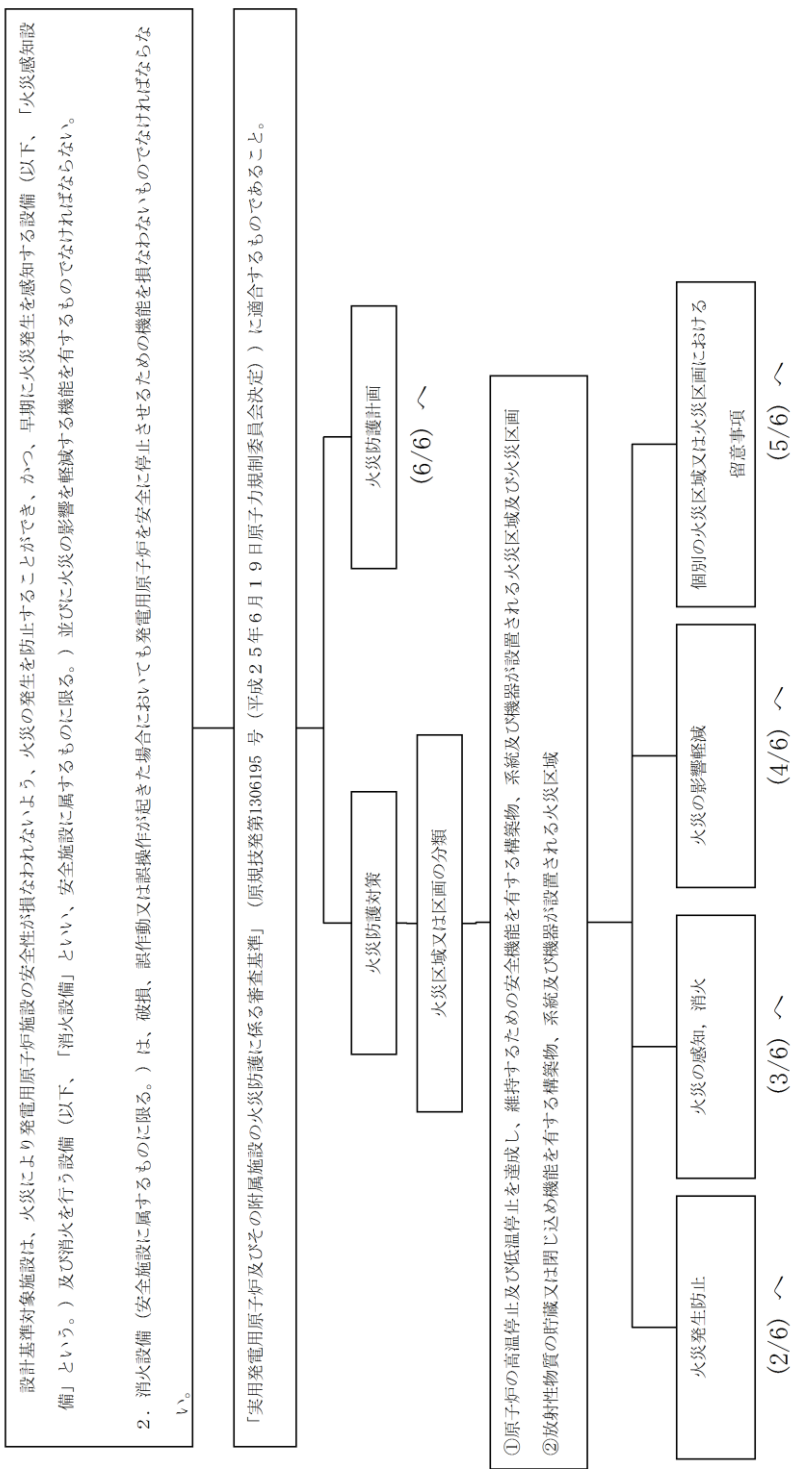 設計基準対象施設は、火災により発電用原子炉施設の安全性が損なわれないよう、火災の発生を防止することができ、かつ、早期に火災発生を感知する設備（以下、「火災感知設
備」という。）及び消火を行う設備（以下、「消火設備」といい、安全施設に属するものに限る。）並びに火災の影響を軽減する機能を有するものでなければならない。
２．消火設備（安全施設に属するものに限る。）は、破損、誤作動又は誤操作が起きた場合においても発電用原子炉を安全に停止させるための機能を損なわないものでなければならな
い。
「実用発電用原子炉及びその附属施設の火災防護に係る審査基準」（原規技発第1306195 号（平成２５年６月１９日原子力規制委員会決定））に適合するものであること。
火災防護対策
火災防護計画
(6/6) へ
火災区域又は区画の分類
①原子炉の高温停止及び低温停止を達成し、維持するための安全機能を有する構築物、系統及び機器が設置される火災区域及び火災区画
②放射性物質の貯蔵又は閉じ込め機能を有する構築物、系統及び機器が設置される火災区域
火災発生防止
(2/6) へ
火災の感知，消火
(3/6) へ
火災の影響軽減
(4/6) へ
個別の火災区域又は火災区画における
留意事項
(5/6) へ